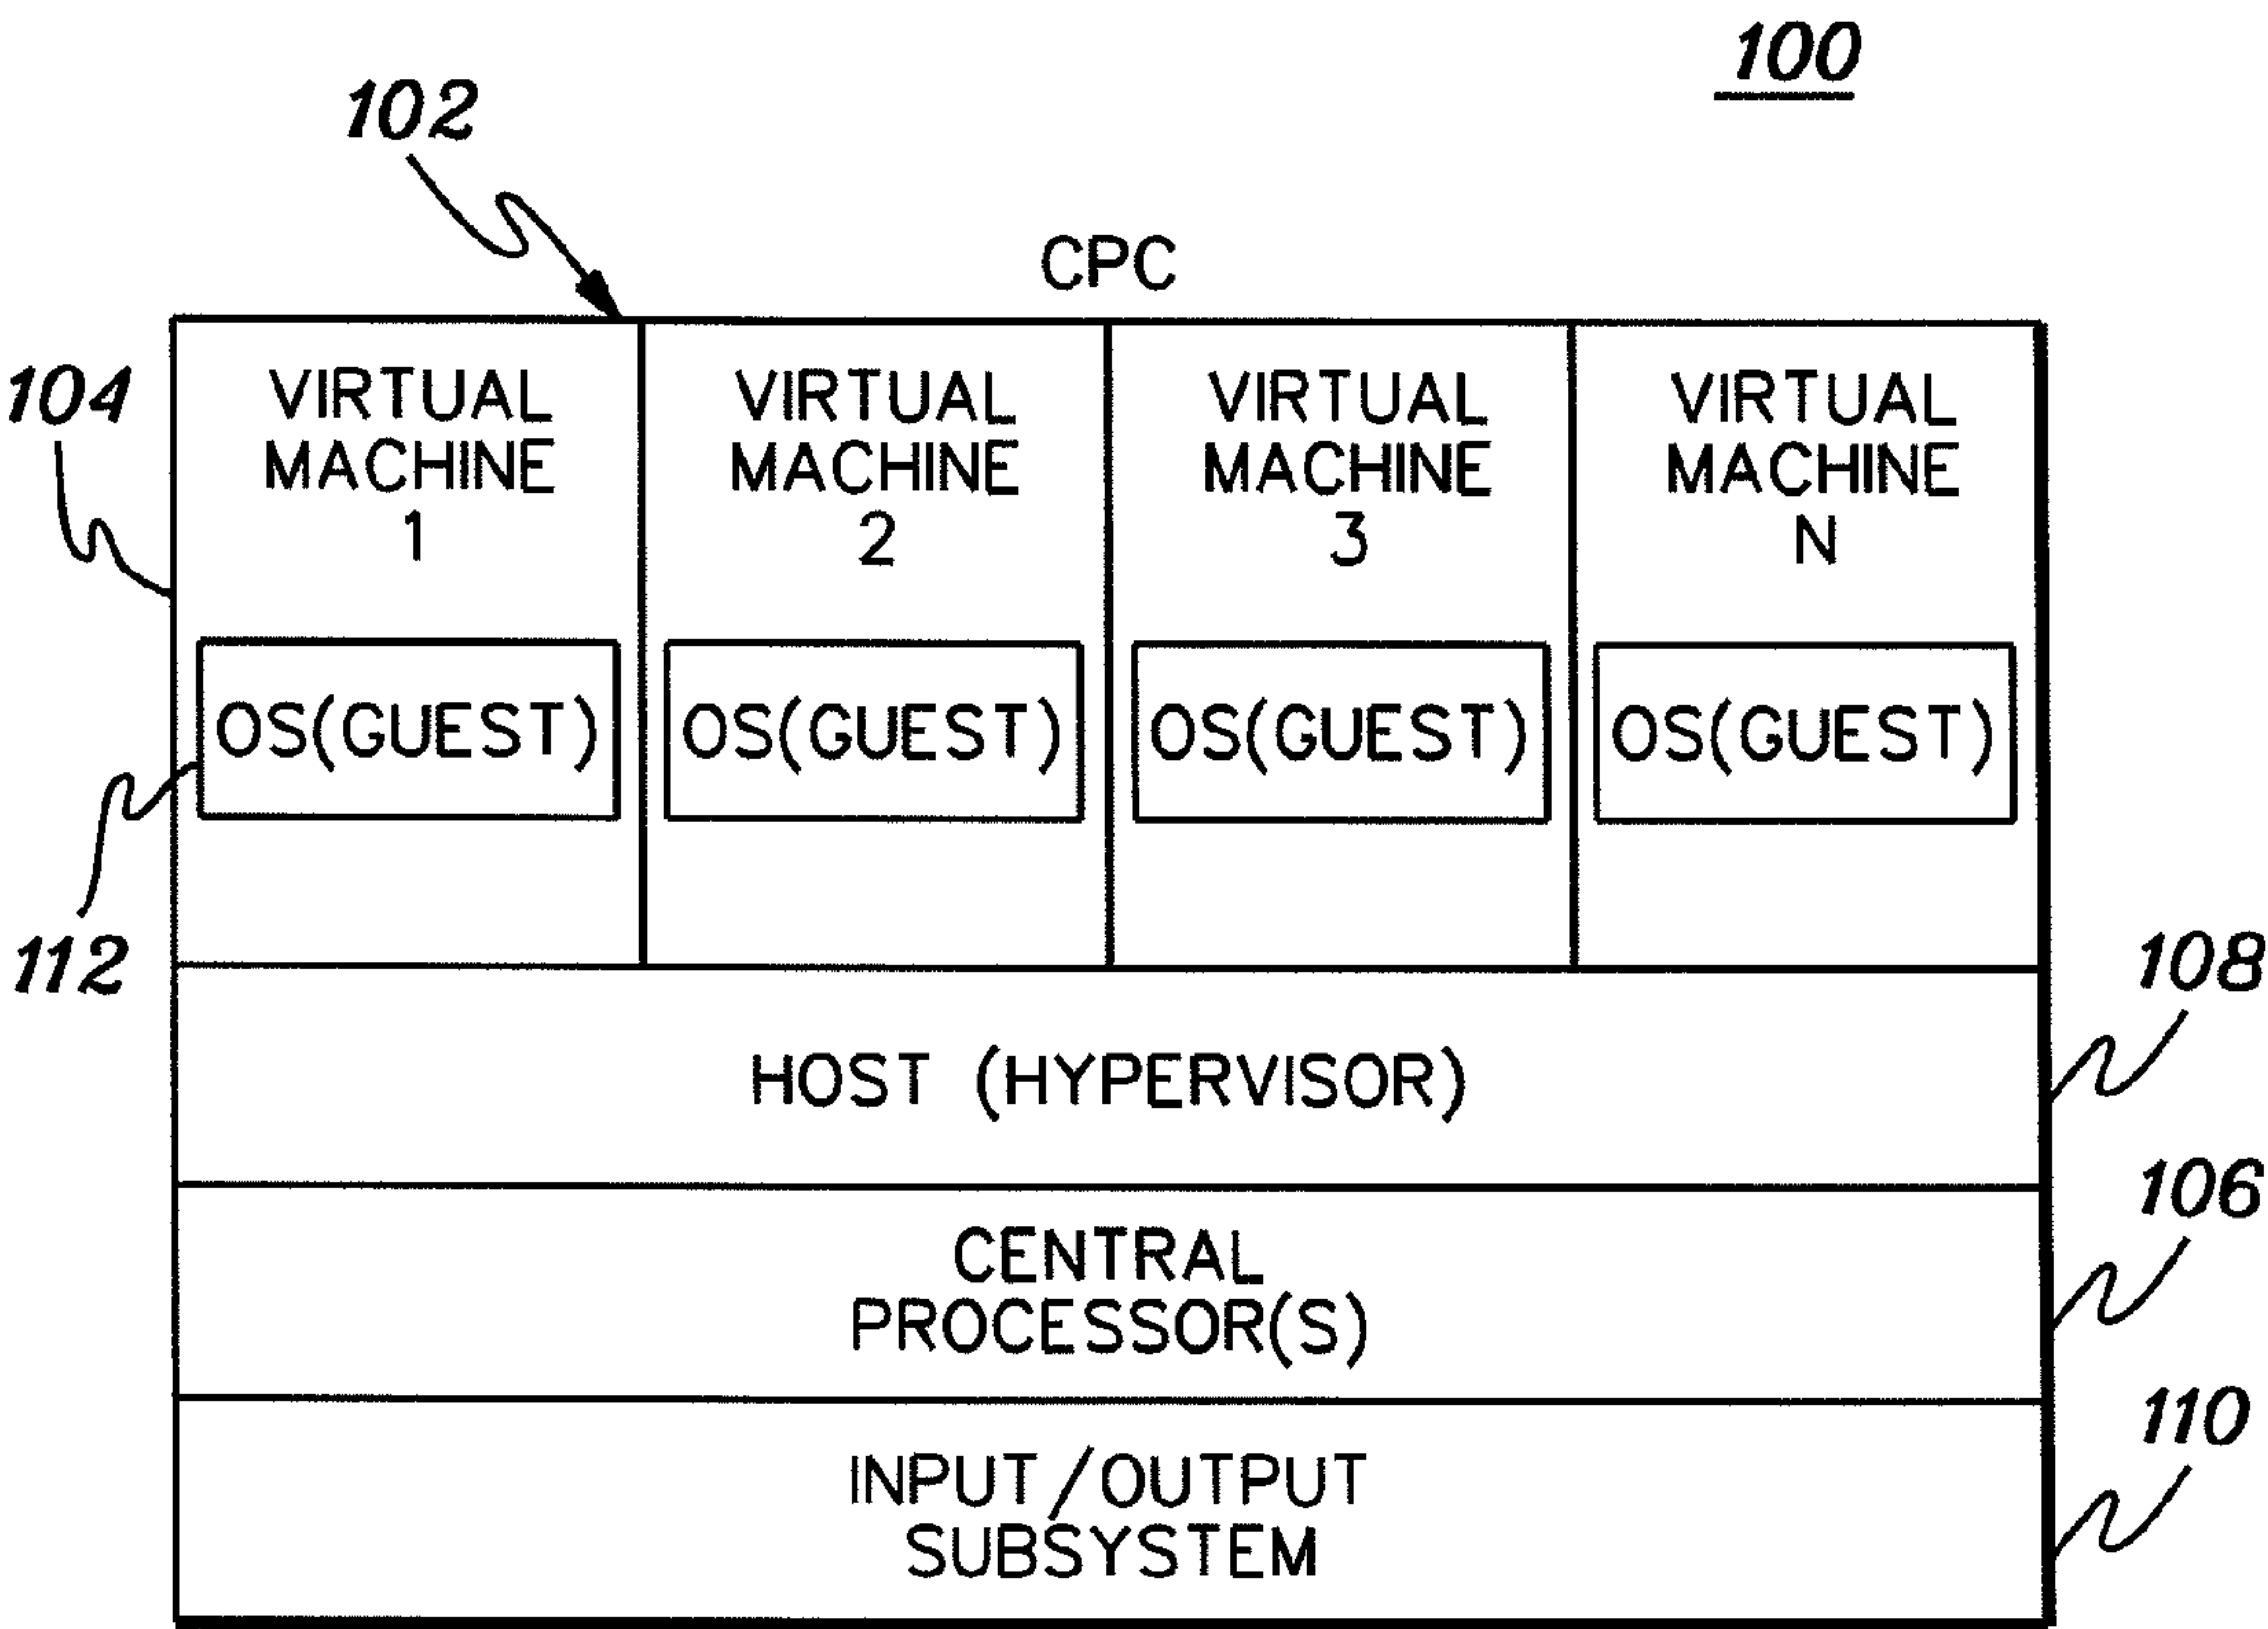 100
102
CPC
104
VIRTUAL
MACHINE
1
VIRTUAL
MACHINE
2
VIRTUAL
MACHINE
3
VIRTUAL
MACHINE
N
OS(GUEST)
OS(GUEST)
OS(GUEST)
OS(GUEST)
112
108
HOST (HYPERVISOR)
106
CENTRAL
PROCESSOR(S)
110
INPUT/OUTPUT
SUBSYSTEM